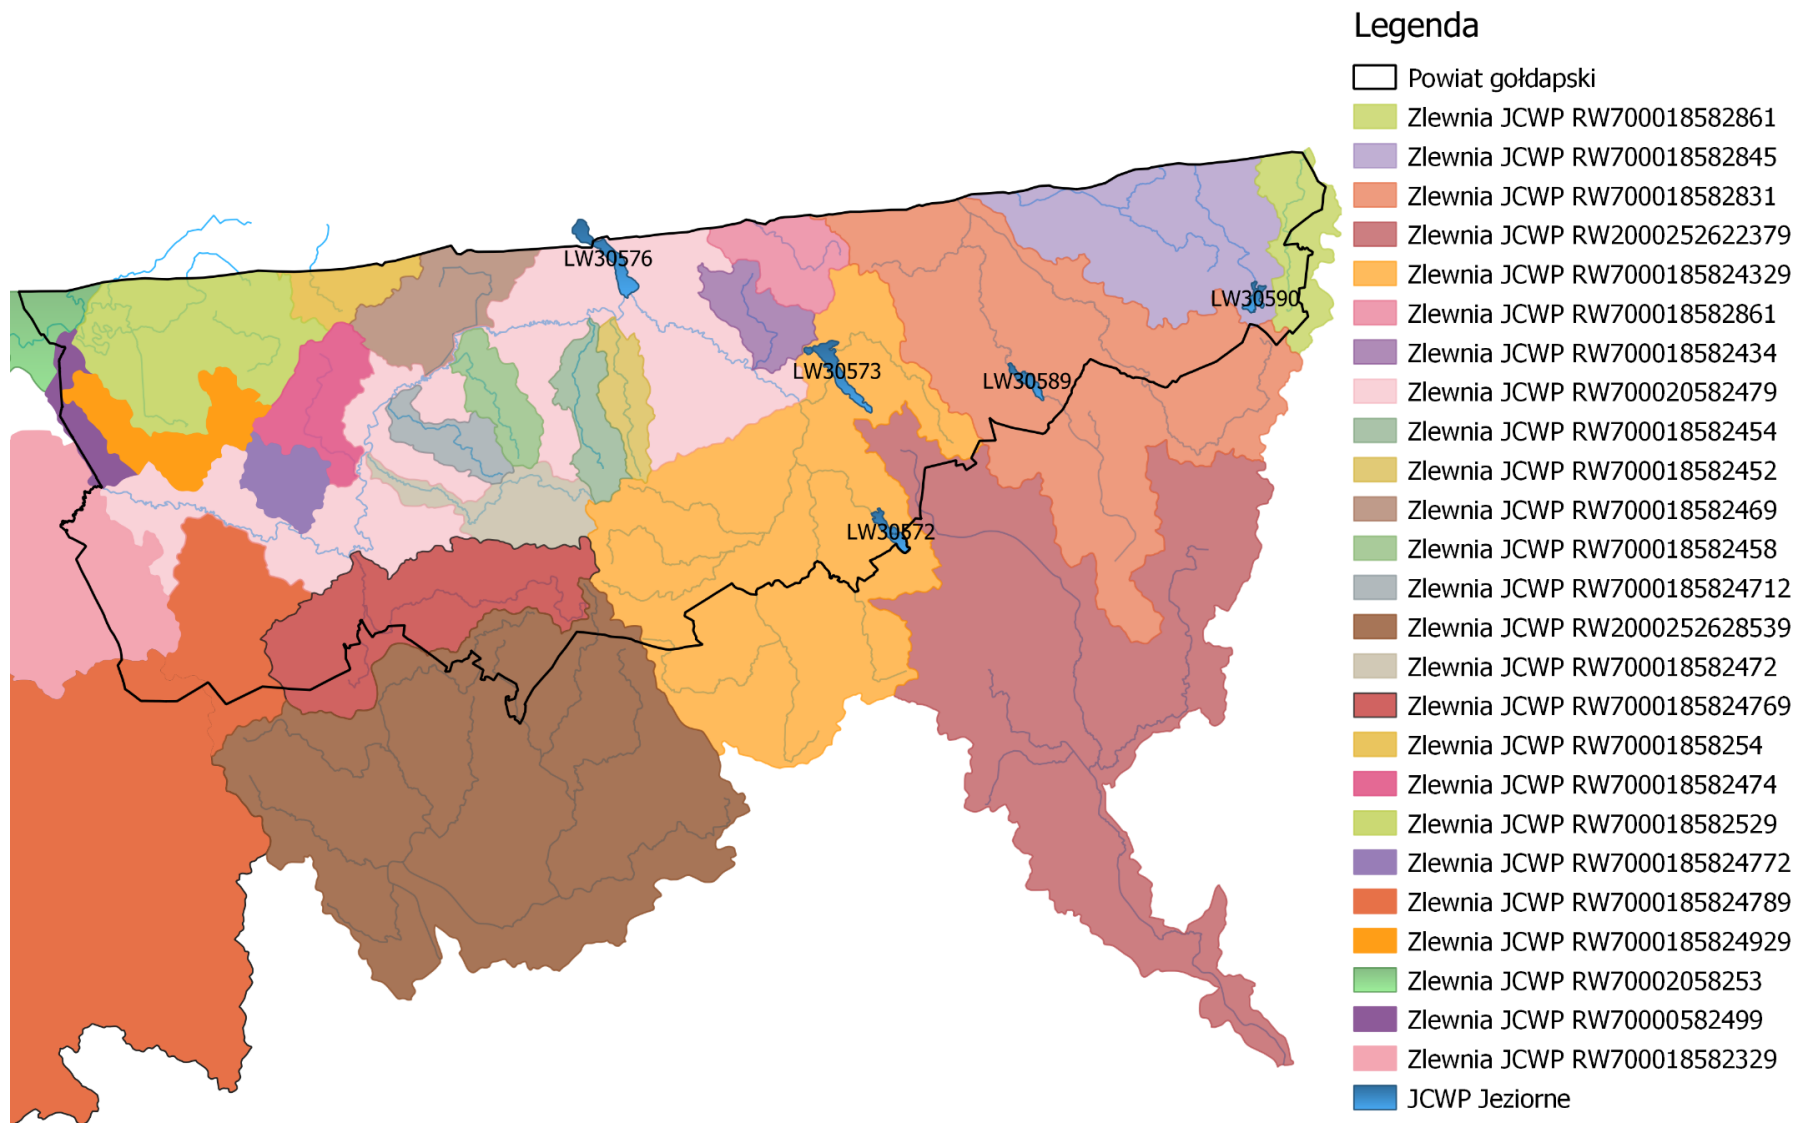 Legenda
Powiat gołdapski
Zlewnia JCWP RW700018582861
Zlewnia JCWP RW700018582845
Zlewnia JCWP RW700018582831
Zlewnia JCWP RW2000252622379
Zlewnia JCWP RW7000185824329
Zlewnia JCWP RW700018582861
Zlewnia JCWP RW700018582434
Zlewnia JCWP RW700020582479
Zlewnia JCWP RW700018582454
Zlewnia JCWP RW700018582452
Zlewnia JCWP RW700018582469
Zlewnia JCWP RW700018582458
Zlewnia JCWP RW7000185824712
Zlewnia JCWP RW2000252628539
Zlewnia JCWP RW700018582472
Zlewnia JCWP RW7000185824769
Zlewnia JCWP RW70001858254
Zlewnia JCWP RW700018582474
Zlewnia JCWP RW700018582529
Zlewnia JCWP RW7000185824772
Zlewnia JCWP RW7000185824789
Zlewnia JCWP RW7000185824929
Zlewnia JCWP RW70002058253
Zlewnia JCWP RW70000582499
Zlewnia JCWP RW700018582329
JCWP Jeziorne
LW30576
LW30590
LW30573
LW30589
LW30572